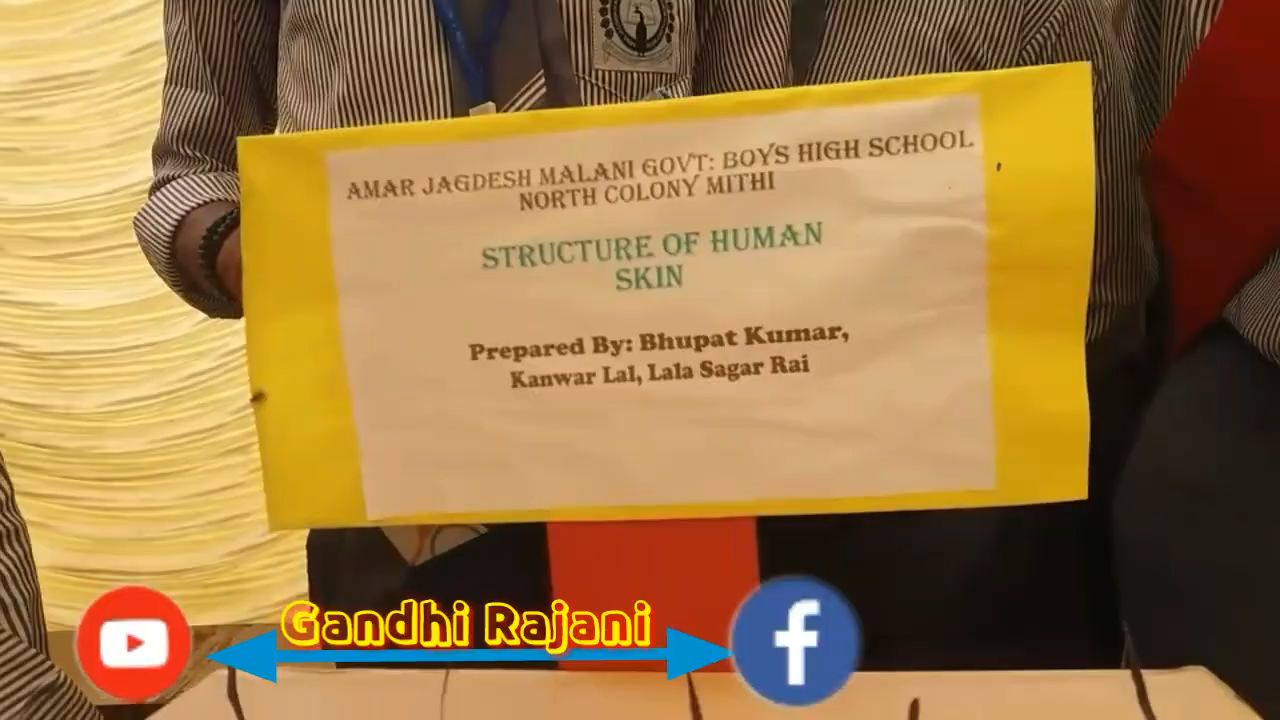 AMAR JAGDESH MALANI GOVT: BOYS HIGH SCHOOL
NORTH COLONY MITHI
STRUCTURE OF HUMAN
SKIN
Prepared By: Bhupat Kumar,
Kanwar Lal, Lala Sagar Rai
Gandhi Rajani